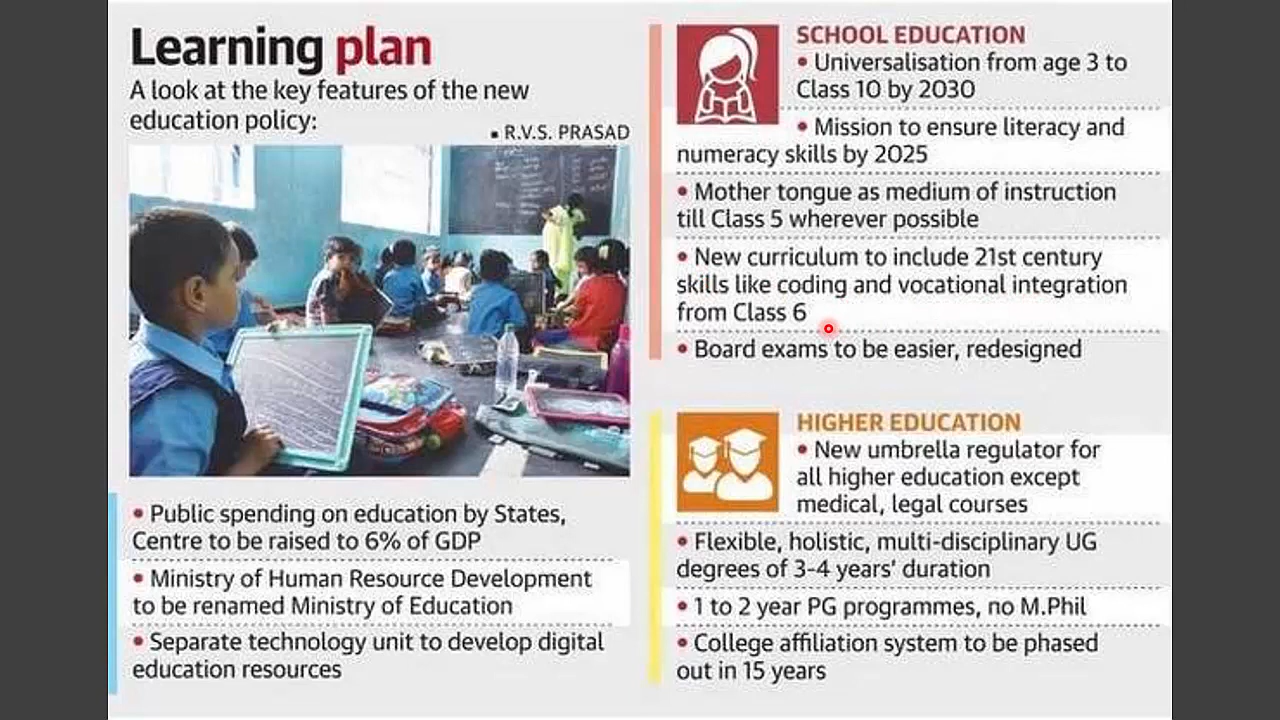 Learning plan
A look at the key features of the new
education policy:
▪ R.V.S. PRASAD
• Public spending on education by States,
Centre to be raised to 6% of GDP
• Ministry of Human Resource Development
to be renamed Ministry of Education
• Separate technology unit to develop digital
education resources
SCHOOL EDUCATION
• Universalisation from age 3 to
Class 10 by 2030
• Mission to ensure literacy and
numeracy skills by 2025
• Mother tongue as medium of instruction
till Class 5 wherever possible
• New curriculum to include 21st century
skills like coding and vocational integration
from Class 6
• Board exams to be easier, redesigned
HIGHER EDUCATION
• New umbrella regulator for
all higher education except
medical, legal courses
• Flexible, holistic, multi-disciplinary UG
degrees of 3-4 years' duration
• 1 to 2 year PG programmes, no M.Phil
• College affiliation system to be phased
out in 15 years